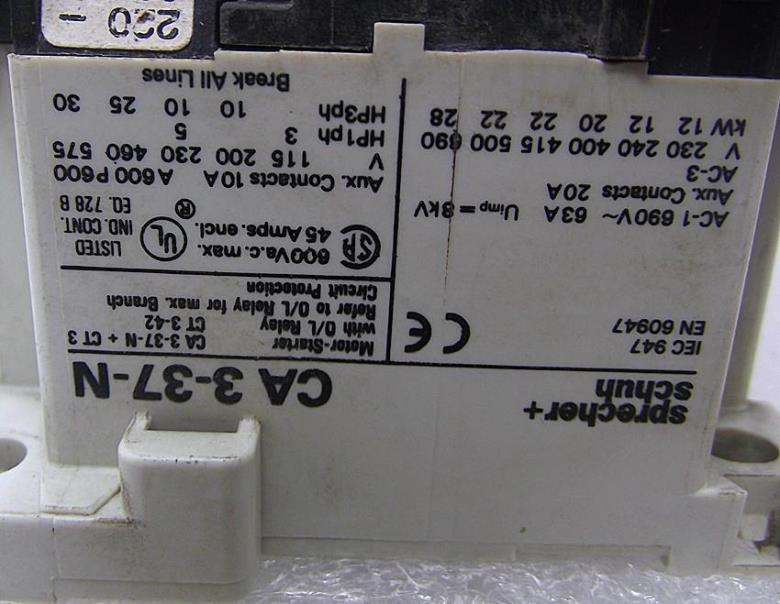 sprecher+
schuh
CA 3-37-N
IEC 947
EN 60947
CE
Motor-Starter CA 3-37-N + CT 3
with O/L Relay CT 3-42
Refer to O/L Relay for max. Branch
Circuit Protection
AC-1 690V~ 63A Uimp=8kV
Aux. Contacts 20A
AC-3
V 230 240 400 415 500 690
kW 12 12 20 22 22 28
SA 600Va.c. max. UL LISTED
45 Amps. encl. ® IND. CONT.
EQ. 728 B
Aux. Contacts 10A A600 P600
V 115 200 230 460 575
HP1ph 3 5
HP3ph 10 10 25 30
Break All Lines